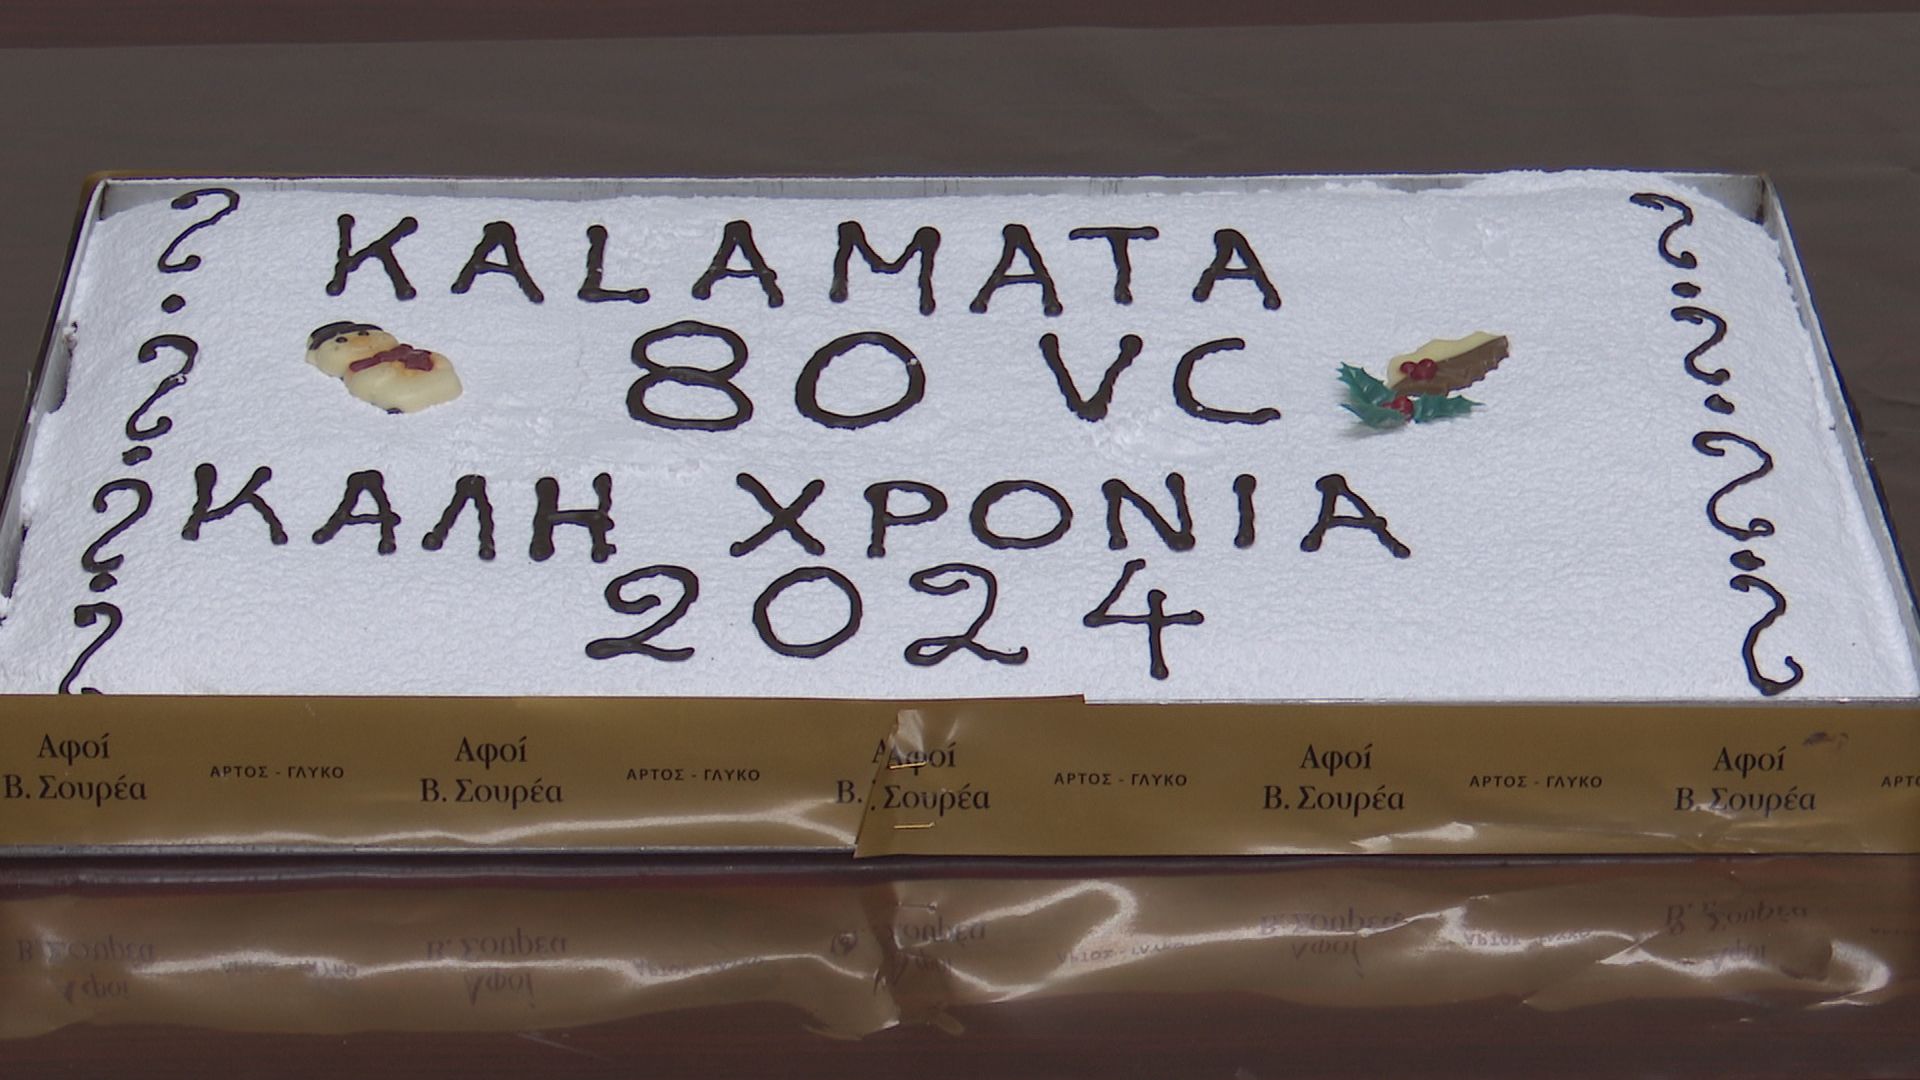 KALAMATA
80 VC
ΚΑΛΗ ΧΡΟΝΙΑ
2024
Αφοί Β. Σουρέα ΑΡΤΟΣ - ΓΛΥΚΟ Αφοί Β. Σουρέα ΑΡΤΟΣ - ΓΛΥΚΟ Αφοί Β. Σουρέα ΑΡΤΟΣ - ΓΛΥΚΟ Αφοί Β. Σουρέα ΑΡΤΟΣ - ΓΛΥΚΟ Αφοί Β. Σουρέα